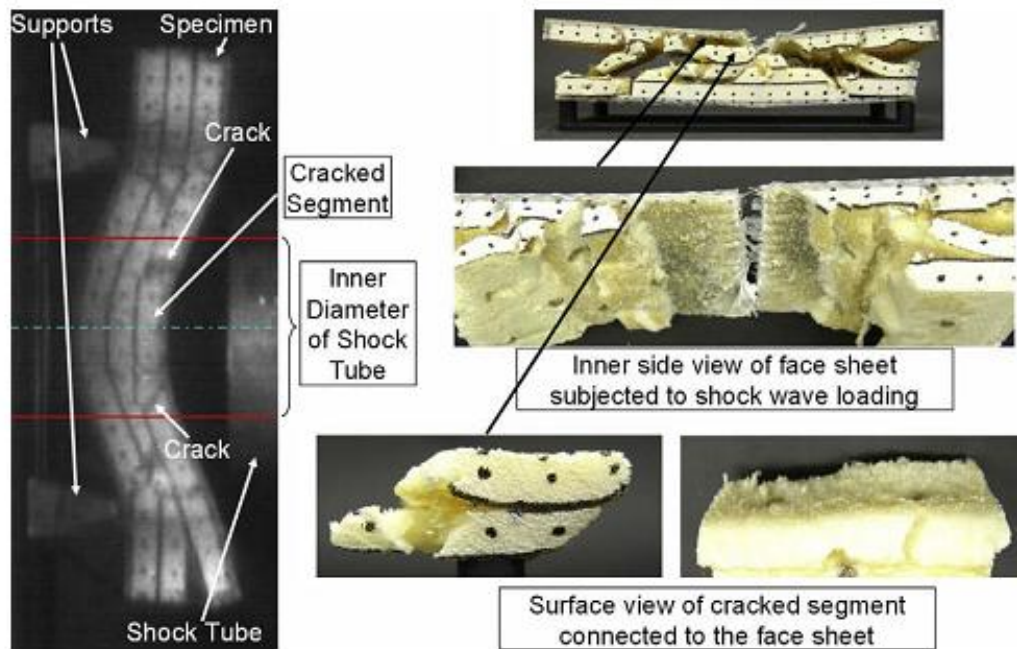 Supports
Specimen
Crack
Cracked
Segment
Inner
Diameter
of Shock
Tube
Crack
Shock Tube
Inner side view of face sheet
subjected to shock wave loading
Surface view of cracked segment
connected to the face sheet